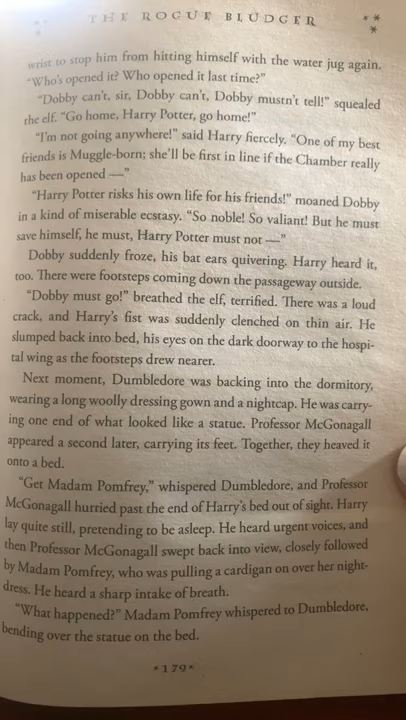 THE ROGUE BLUDGER
wrist to stop him from hitting himself with the water jug again.
“Who’s opened it? Who opened it last time?”
“Dobby can’t, sir, Dobby can’t, Dobby mustn’t tell!” squealed
the elf. “Go home, Harry Potter, go home!”
“I’m not going anywhere!” said Harry fiercely. “One of my best
friends is Muggle-born; she’ll be first in line if the Chamber really
has been opened —”
“Harry Potter risks his own life for his friends!” moaned Dobby
in a kind of miserable ecstasy. “So noble! So valiant! But he must
save himself, he must, Harry Potter must not —”
Dobby suddenly froze, his bat ears quivering. Harry heard it,
too. There were footsteps coming down the passageway outside.
“Dobby must go!” breathed the elf, terrified. There was a loud
crack, and Harry’s fist was suddenly clenched on thin air. He
slumped back into bed, his eyes on the dark doorway to the hospi-
tal wing as the footsteps drew nearer.
Next moment, Dumbledore was backing into the dormitory,
wearing a long woolly dressing gown and a nightcap. He was carry-
ing one end of what looked like a statue. Professor McGonagall
appeared a second later, carrying its feet. Together, they heaved it
onto a bed.
“Get Madam Pomfrey,” whispered Dumbledore, and Professor
McGonagall hurried past the end of Harry’s bed out of sight. Harry
lay quite still, pretending to be asleep. He heard urgent voices, and
then Professor McGonagall swept back into view, closely followed
by Madam Pomfrey, who was pulling a cardigan on over her night-
dress. He heard a sharp intake of breath.
“What happened?” Madam Pomfrey whispered to Dumbledore,
bending over the statue on the bed.
*179*